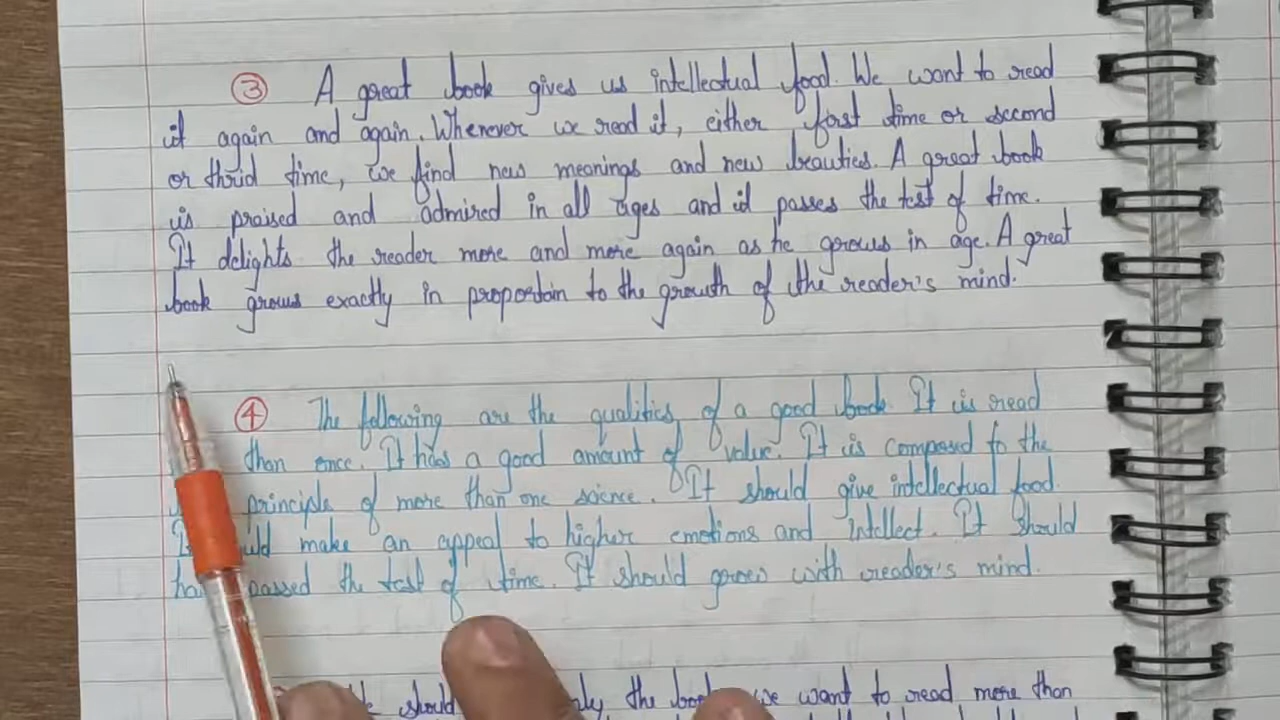 ③ A great book gives us intellectual food. We want to read
it again and again. Whenever we read it, either first time or second
or thrid time, we find new meanings and new beauties. A great book
is praised and admired in all ages and it passes the test of time.
It delights the reader more and more again as he grows in age. A great
book grows exactly in proportain to the growth of the reader's mind.
④ The following are the qualities of a good book. It is read
than once. It has a good amount of value. It is compased to the
principle of more than one science. It should give intellectual food.
make an appeal to higher emotions and intellect. It should
passed the test of time. It should grow with reader's mind.
should the we want to read more than